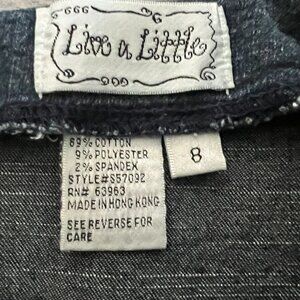 Live a Little
89% COTTON
9% POLYESTER
2% SPANDEX
STYLE#S57092
RN# 63963
MADE IN HONG KONG
SEE REVERSE FOR
CARE
8